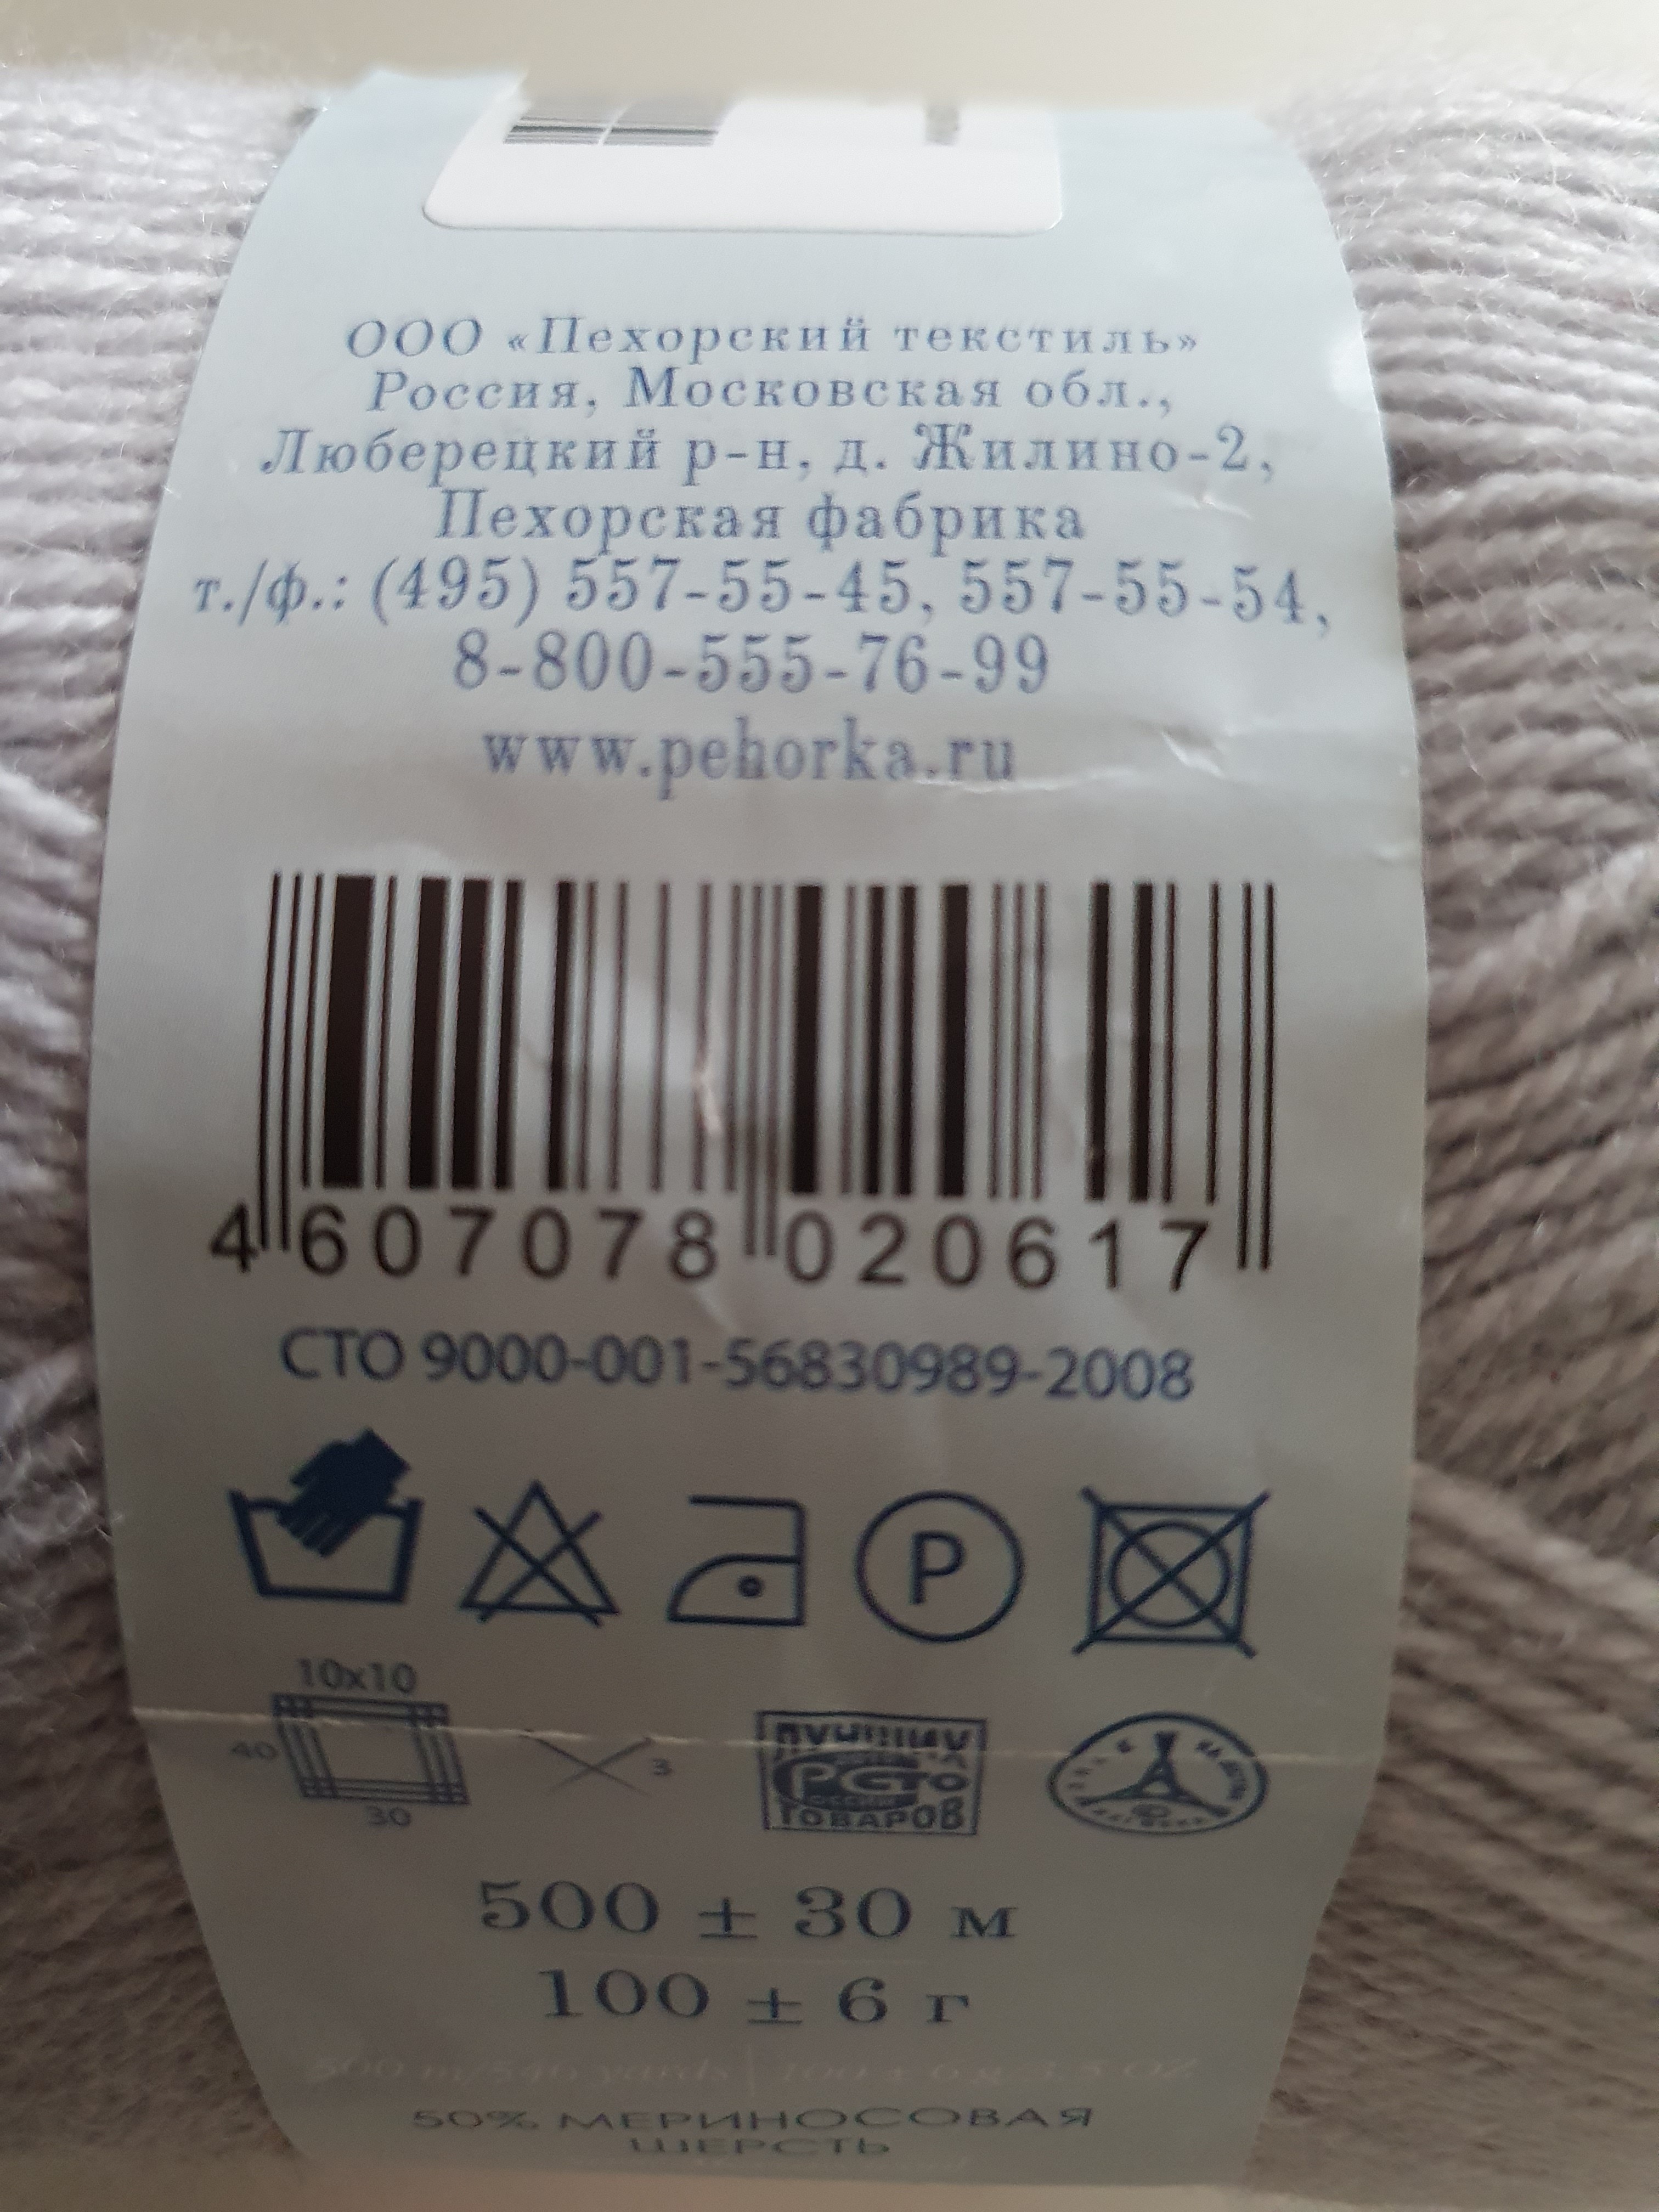 ООО «Пехорский текстиль»
Россия, Московская обл.,
Люберецкий р-н, д. Жилино-2,
Пехорская фабрика
т./ф.: (495) 557-55-45, 557-55-54,
8-800-555-76-99
www.pehorka.ru
4 607078 020617
СТО 9000-001-56830989-2008
P
10x10
40
30
3
РСТ
ТОВАРОВ
500 ± 30 м
100 ± 6 г
50% МЕРИНОСОВАЯ
ШЕРСТЬ